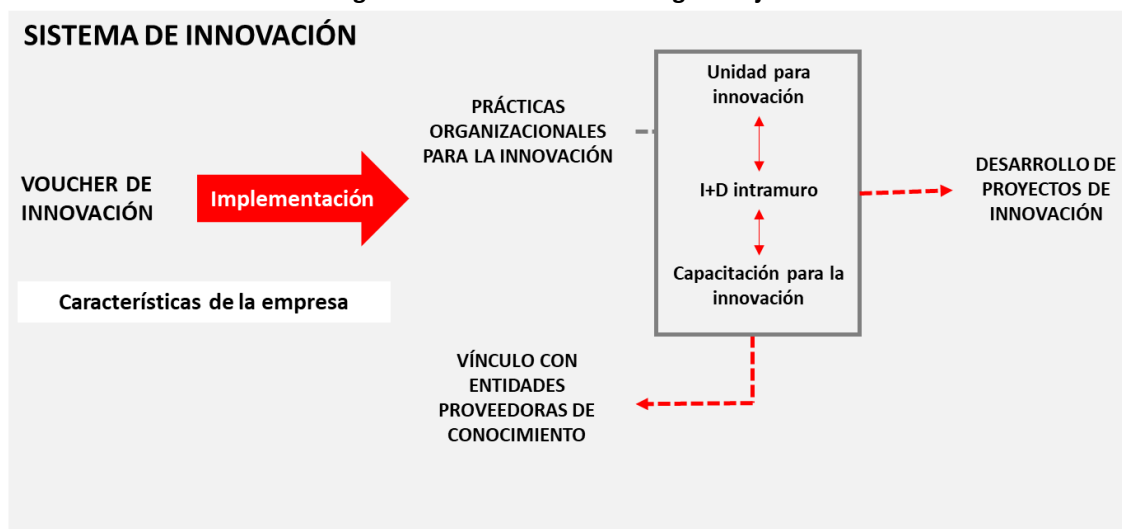 SISTEMA DE INNOVACIÓN
Unidad para
innovación
PRÁCTICAS
ORGANIZACIONALES
PARA LA INNOVACIÓN
VOUCHER DE
INNOVACIÓN
Implementación
I+D intramuro
DESARROLLO DE
PROYECTOS DE
INNOVACIÓN
Capacitación para la
innovación
Características de la empresa
VÍNCULO CON
ENTIDADES
PROVEEDORAS DE
CONOCIMIENTO